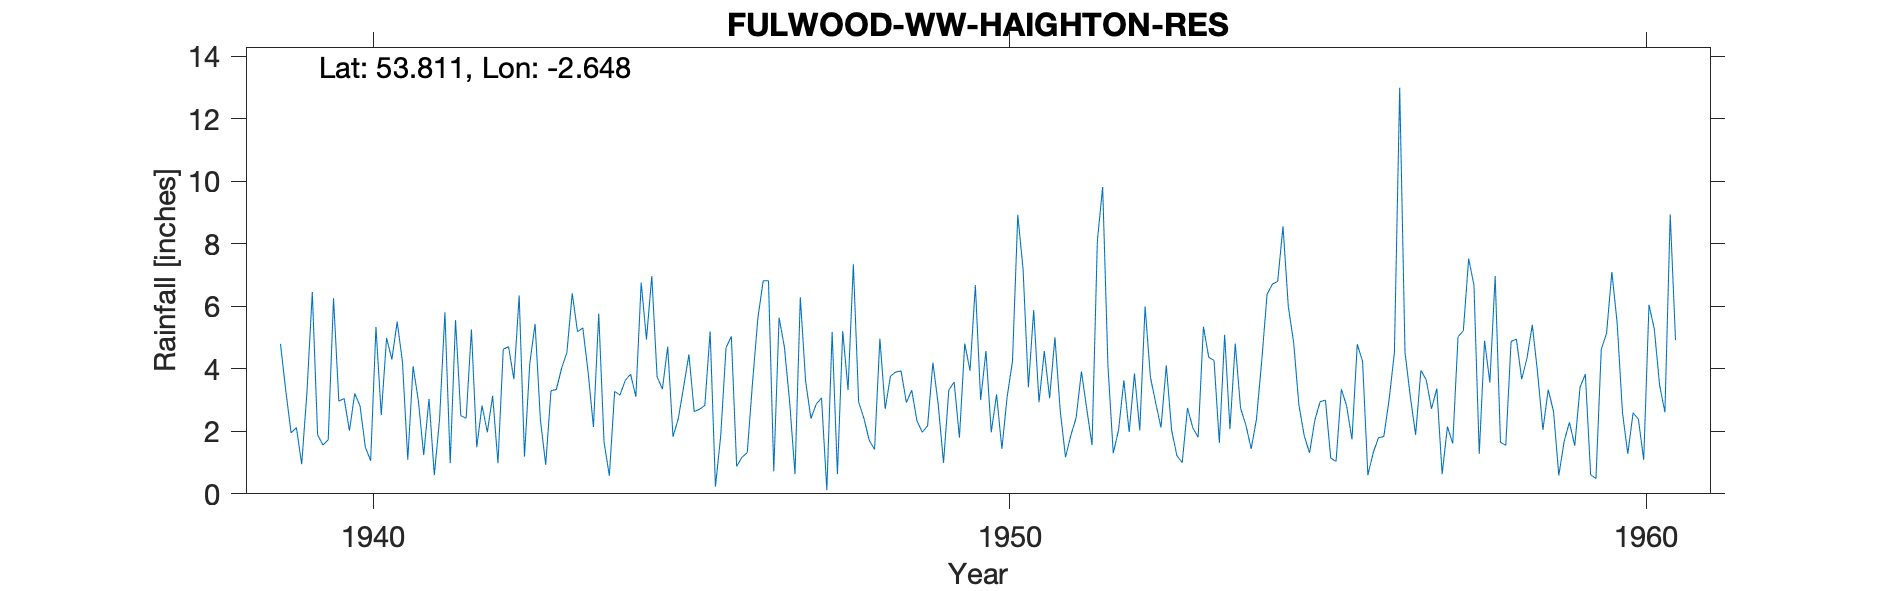 FULWOOD-WW-HAIGHTON-RES
Lat: 53.811, Lon: -2.648
14
12
10
8
6
4
2
0
Rainfall [inches]
1940
1950
1960
Year